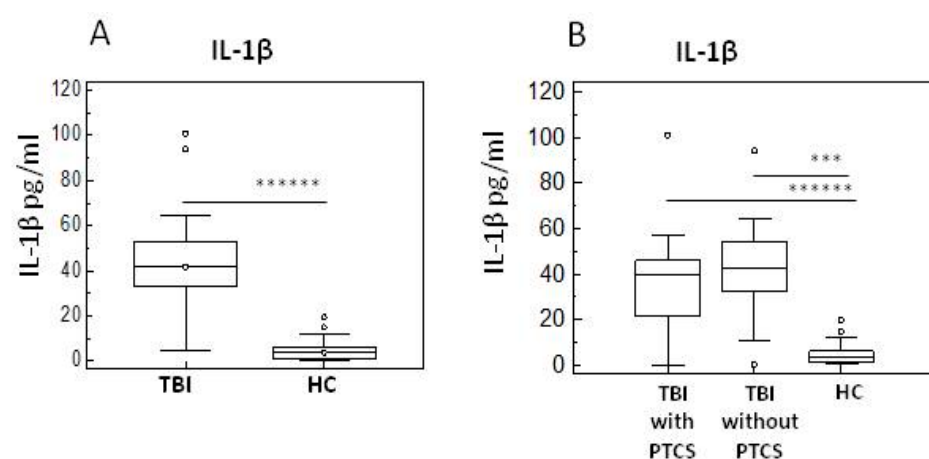 A
IL-1β
IL-1β pg/ml
120
100
80
60
40
20
0
******
TBI
HC
B
IL-1β
IL-1β pg/ml
120
100
80
60
40
20
0
***
******
TBI
with
PTCS
TBI
without
PTCS
HC